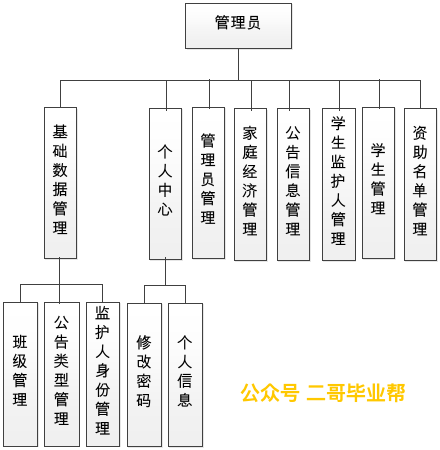 管理员
基础数据管理
个人中心
管理员管理
家庭经济管理
公告信息管理
学生监护人管理
学生管理
资助名单管理
班级管理
公告类型管理
监护人身份管理
修改密码
个人信息
公众号 二哥毕业帮